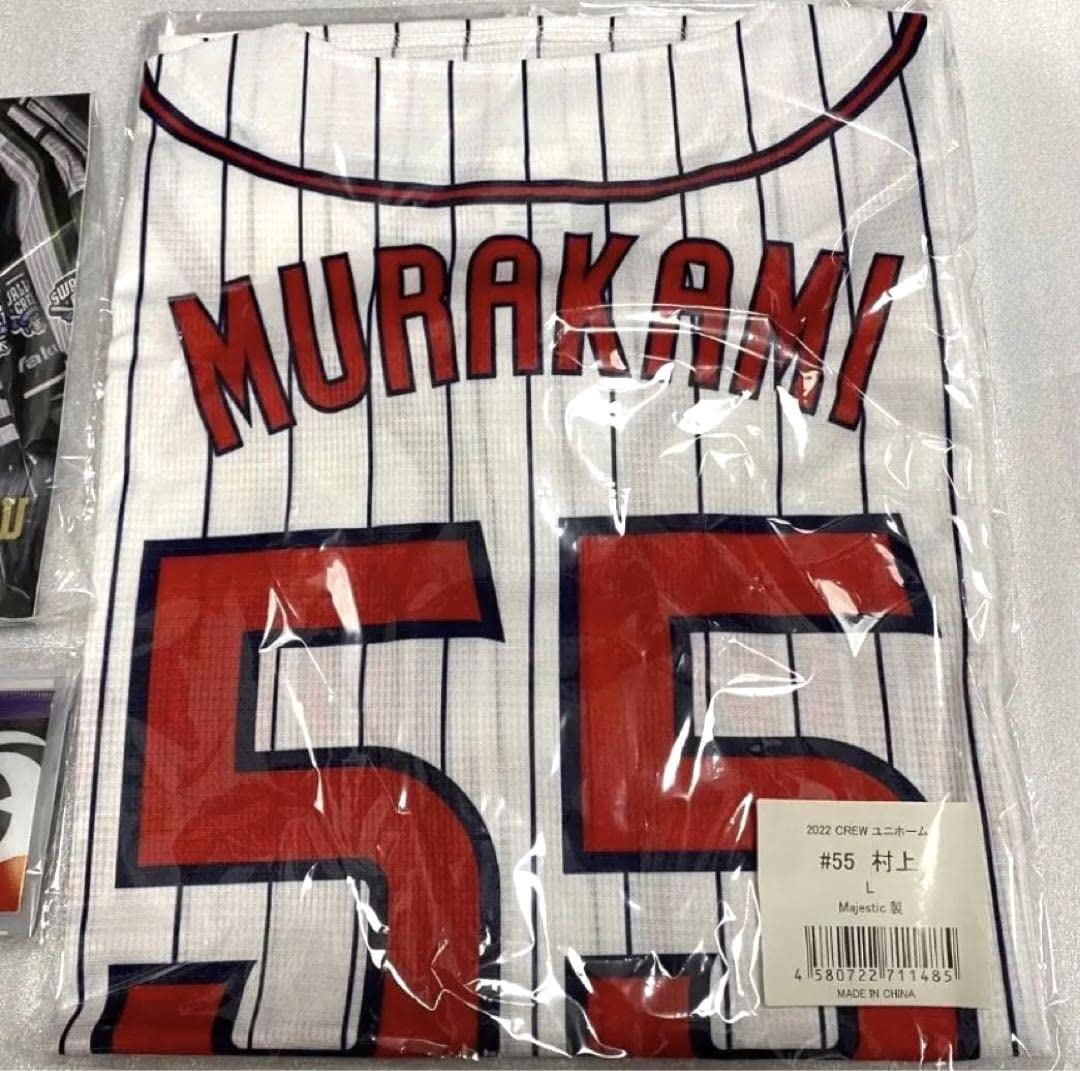 MURAKAMI
55
2022 CREW ユニホーム
#55 村上
L
Majestic 製
4 580722 711485
MADE IN CHINA